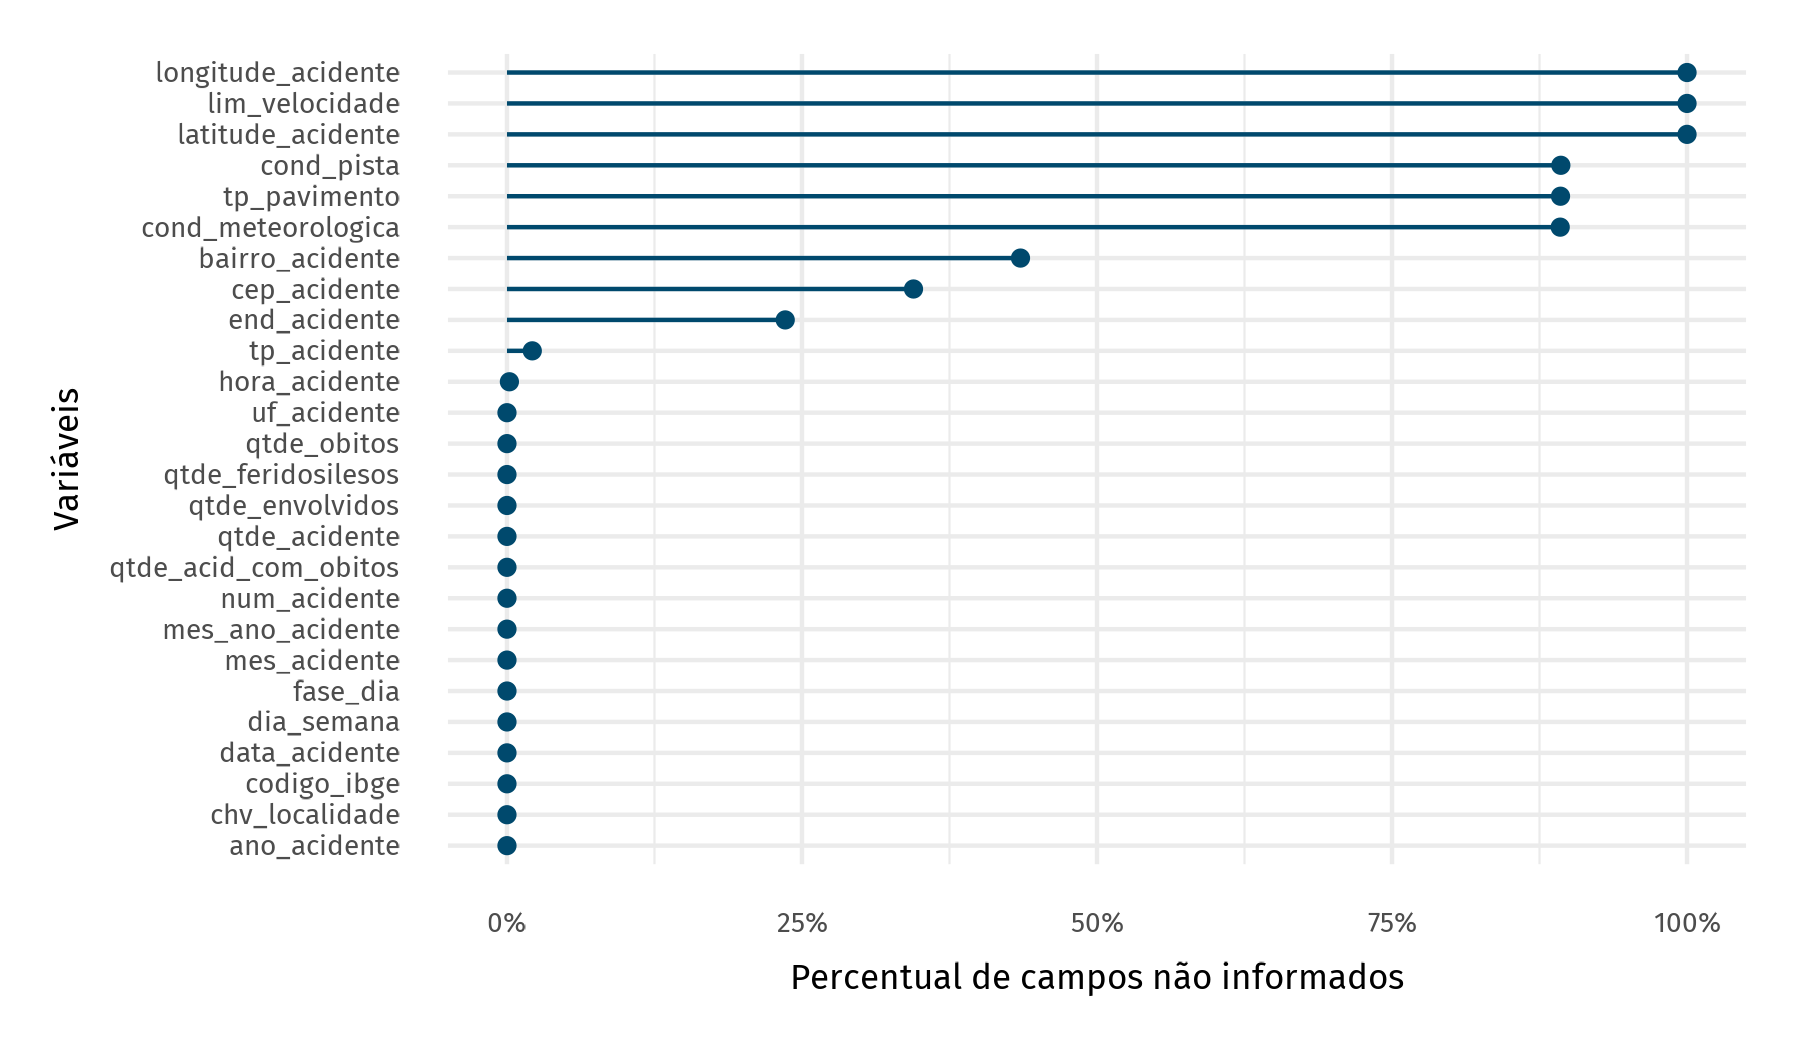 longitude_acidente
lim_velocidade
latitude_acidente
cond_pista
tp_pavimento
cond_meteorologica
bairro_acidente
cep_acidente
end_acidente
tp_acidente
hora_acidente
uf_acidente
qtde_obitos
qtde_feridosilesos
qtde_envolvidos
qtde_acidente
qtde_acid_com_obitos
num_acidente
mes_ano_acidente
mes_acidente
fase_dia
dia_semana
data_acidente
codigo_ibge
chv_localidade
ano_acidente
Variáveis
0% 25% 50% 75% 100%
Percentual de campos não informados